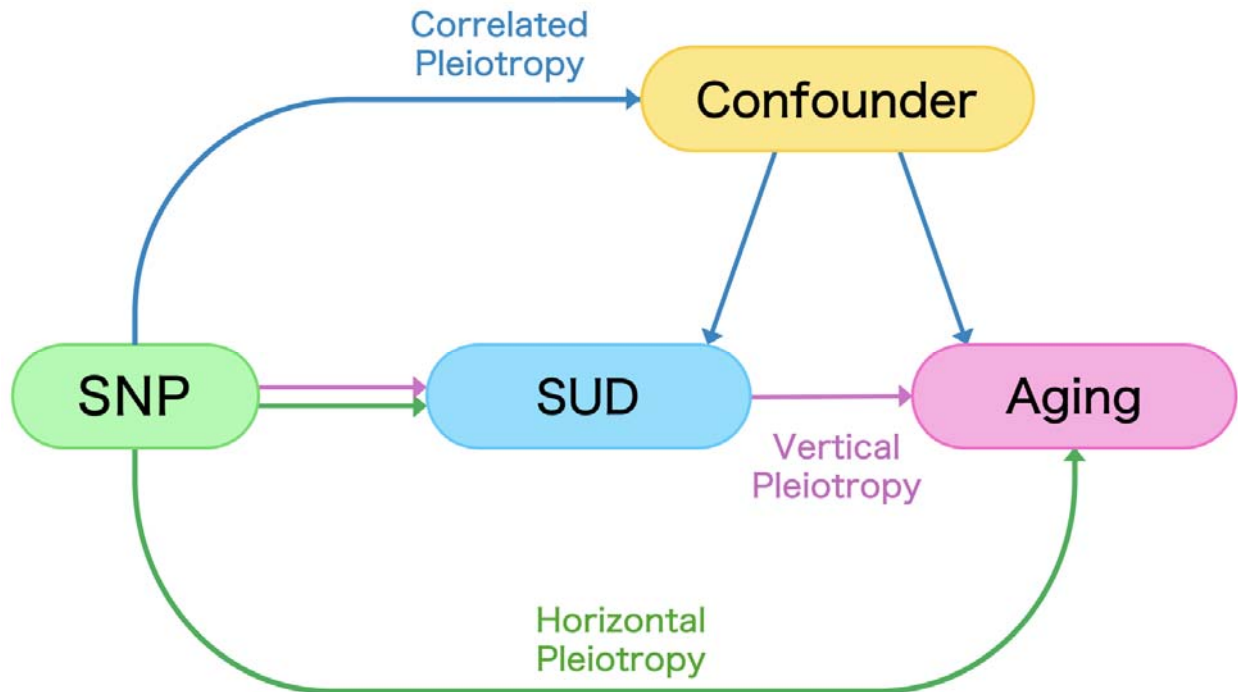 Correlated
Pleiotropy
Confounder
SNP
SUD
Aging
Vertical
Pleiotropy
Horizontal
Pleiotropy